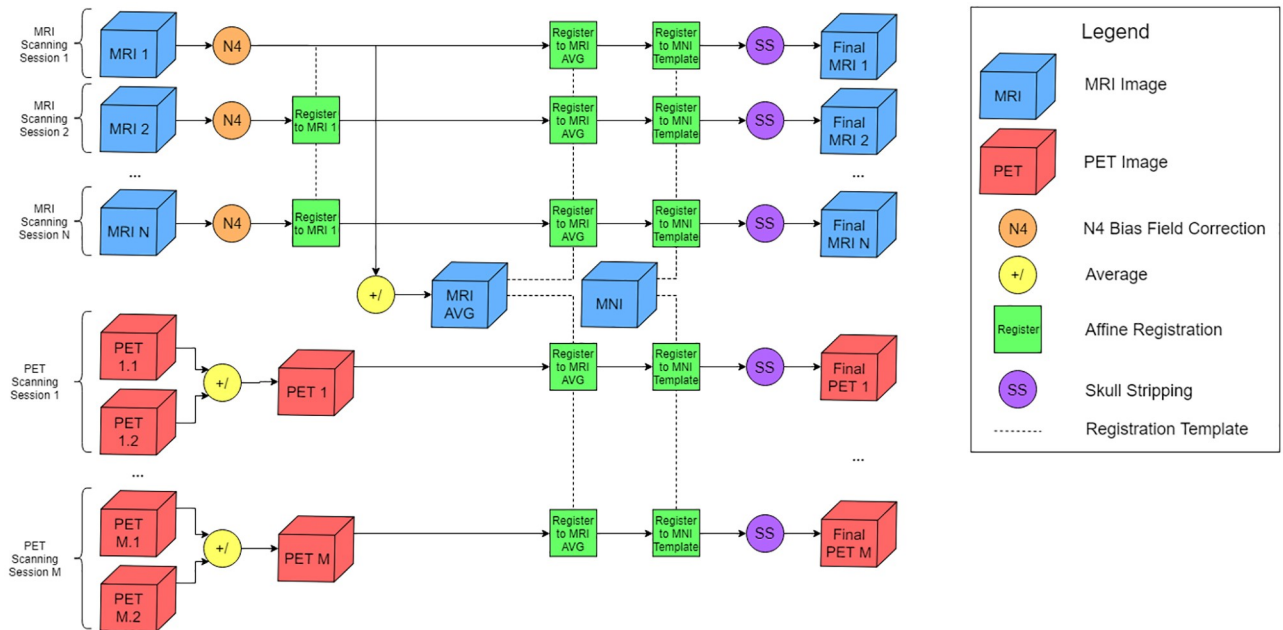 MRI
Scanning
Session 1
MRI 1
N4
Register
to MRI
AVG
Register
to MNI
Template
SS
Final
MRI 1
MRI
Scanning
Session 2
MRI 2
N4
Register
to MRI 1
Register
to MRI
AVG
Register
to MNI
Template
SS
Final
MRI 2
...
...
MRI
Scanning
Session N
MRI N
N4
Register
to MRI 1
Register
to MRI
AVG
Register
to MNI
Template
SS
Final
MRI N
+/
MRI
AVG
MNI
PET
Scanning
Session 1
PET
1.1
PET
1.2
+/
PET 1
Register
to MRI
AVG
Register
to MNI
Template
SS
Final
PET 1
...
...
PET
Scanning
Session M
PET
M.1
PET
M.2
+/
PET M
Register
to MRI
AVG
Register
to MNI
Template
SS
Final
PET M
Legend
MRI
MRI Image
PET
PET Image
N4
N4 Bias Field Correction
+/
Average
Register
Affine Registration
SS
Skull Stripping
Registration Template